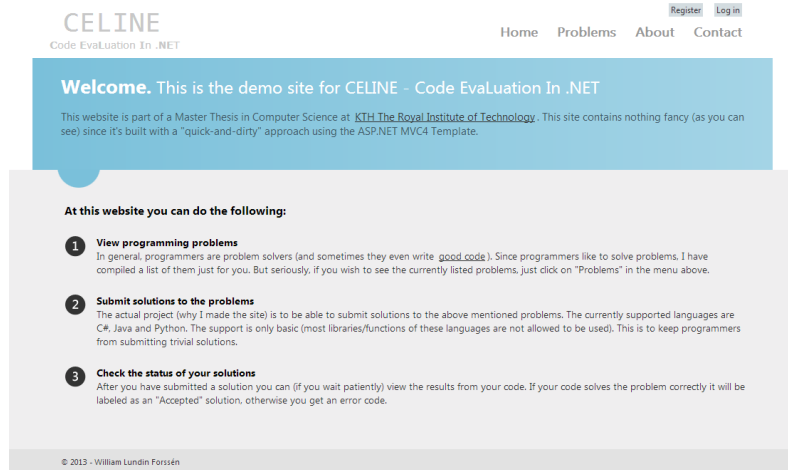 Register Log in
CELINE
Code EvaLuation In .NET
Home Problems About Contact
Welcome. This is the demo site for CELINE - Code EvaLuation In .NET
This website is part of a Master Thesis in Computer Science at KTH The Royal Institute of Technology . This site contains nothing fancy (as you can
see) since it's built with a "quick-and-dirty" approach using the ASP.NET MVC4 Template.
At this website you can do the following:
1 View programming problems
In general, programmers are problem solvers (and sometimes they even write good code ). Since programmers like to solve problems, I have
compiled a list of them just for you. But seriously, if you wish to see the currently listed problems, just click on "Problems" in the menu above.
2 Submit solutions to the problems
The actual project (why I made the site) is to be able to submit solutions to the above mentioned problems. The currently supported languages are
C#, Java and Python. The support is only basic (most libraries/functions of these languages are not allowed to be used). This is to keep programmers
from submitting trivial solutions.
3 Check the status of your solutions
After you have submitted a solution you can (if you wait patiently) view the results from your code. If your code solves the problem correctly it will be
labeled as an "Accepted" solution, otherwise you get an error code.
© 2013 - William Lundin Forssén